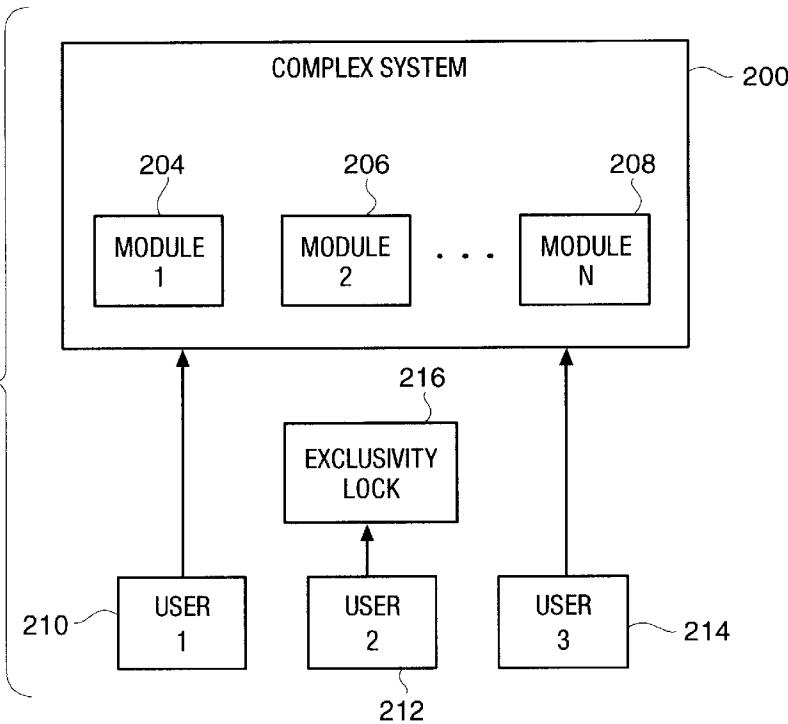 COMPLEX SYSTEM
200
204
206
208
MODULE
1
MODULE
2
. . .
MODULE
N
216
EXCLUSIVITY
LOCK
210
USER
1
USER
2
USER
3
214
212